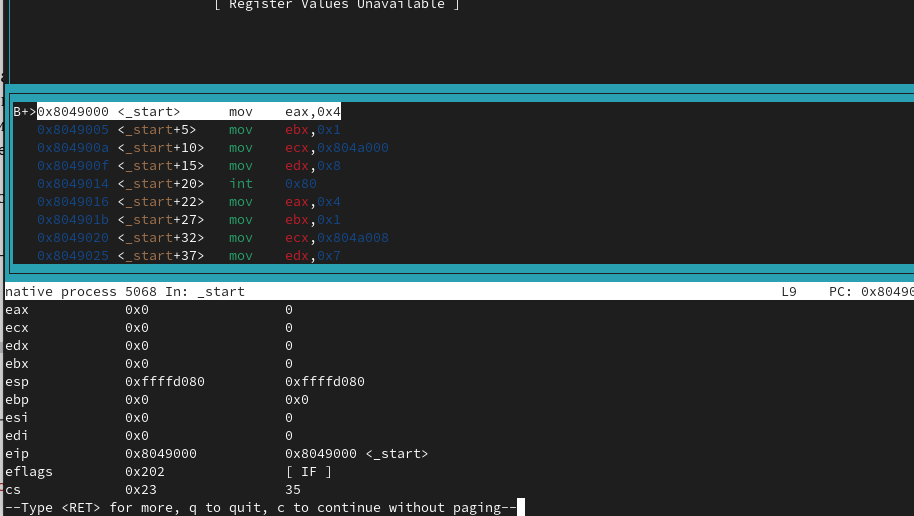 [ Register Values Unavailable ]
B+>0x8049000 <_start>      mov    eax,0x4
0x8049005 <_start+5>    mov    ebx,0x1
0x804900a <_start+10>   mov    ecx,0x804a000
0x804900f <_start+15>   mov    edx,0x8
0x8049014 <_start+20>   int    0x80
0x8049016 <_start+22>   mov    eax,0x4
0x804901b <_start+27>   mov    ebx,0x1
0x8049020 <_start+32>   mov    ecx,0x804a008
0x8049025 <_start+37>   mov    edx,0x7
native process 5068 In: _start    L9    PC: 0x80490
eax            0x0                 0
ecx            0x0                 0
edx            0x0                 0
ebx            0x0                 0
esp            0xffffd080          0xffffd080
ebp            0x0                 0x0
esi            0x0                 0
edi            0x0                 0
eip            0x8049000           0x8049000 <_start>
eflags         0x202               [ IF ]
cs             0x23                35
--Type <RET> for more, q to quit, c to continue without paging--